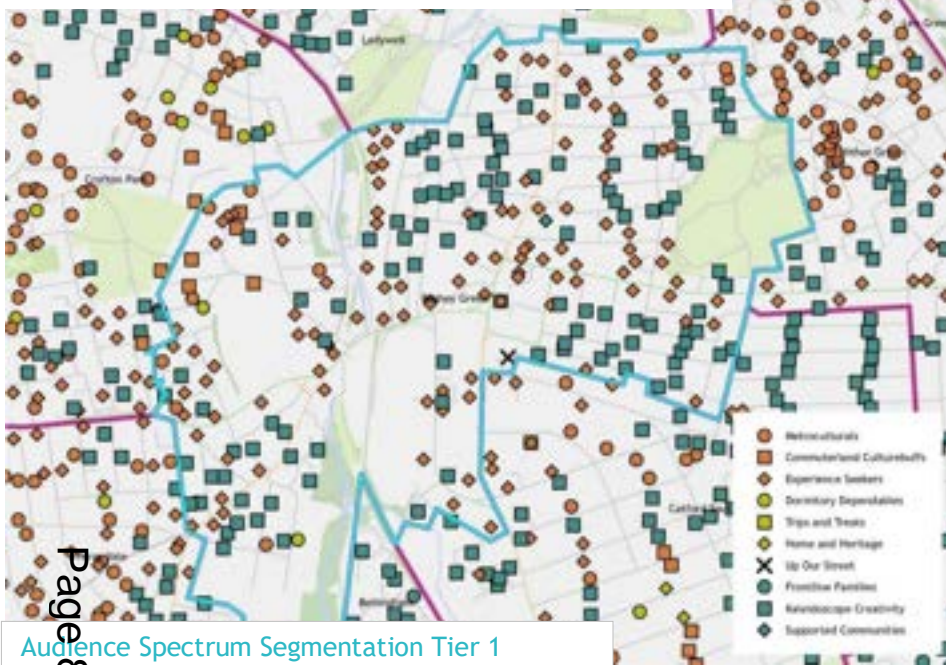 Ladywell
Crofton Park
Metroculturals
Commuterland Culturebuffs
Experience Seekers
Dormitory Dependables
Trips and Treats
Home and Heritage
Up Our Street
Frontline Families
Kaleidoscope Creativity
Supported Communities
Page
Audience Spectrum Segmentation Tier 1